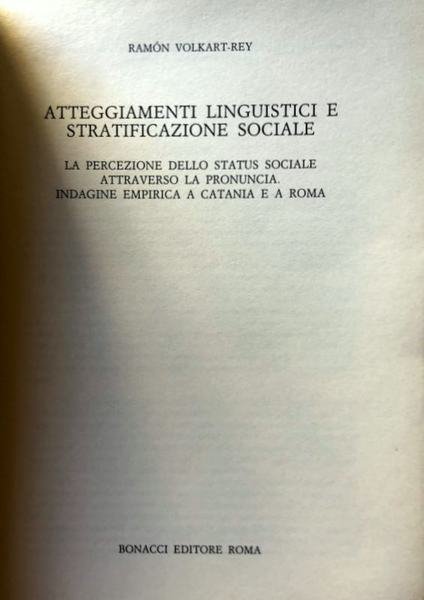 RAMÓN VOLKART-REY
ATTEGGIAMENTI LINGUISTICI E
STRATIFICAZIONE SOCIALE
LA PERCEZIONE DELLO STATUS SOCIALE
ATTRAVERSO LA PRONUNCIA.
INDAGINE EMPIRICA A CATANIA E A ROMA
BONACCI EDITORE ROMA